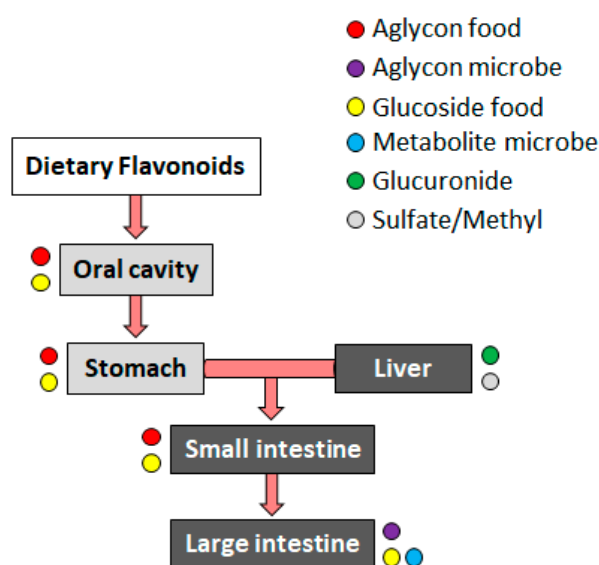 Aglycon food
Aglycon microbe
Glucoside food
Metabolite microbe
Glucuronide
Sulfate/Methyl
Dietary Flavonoids
Oral cavity
Stomach
Liver
Small intestine
Large intestine